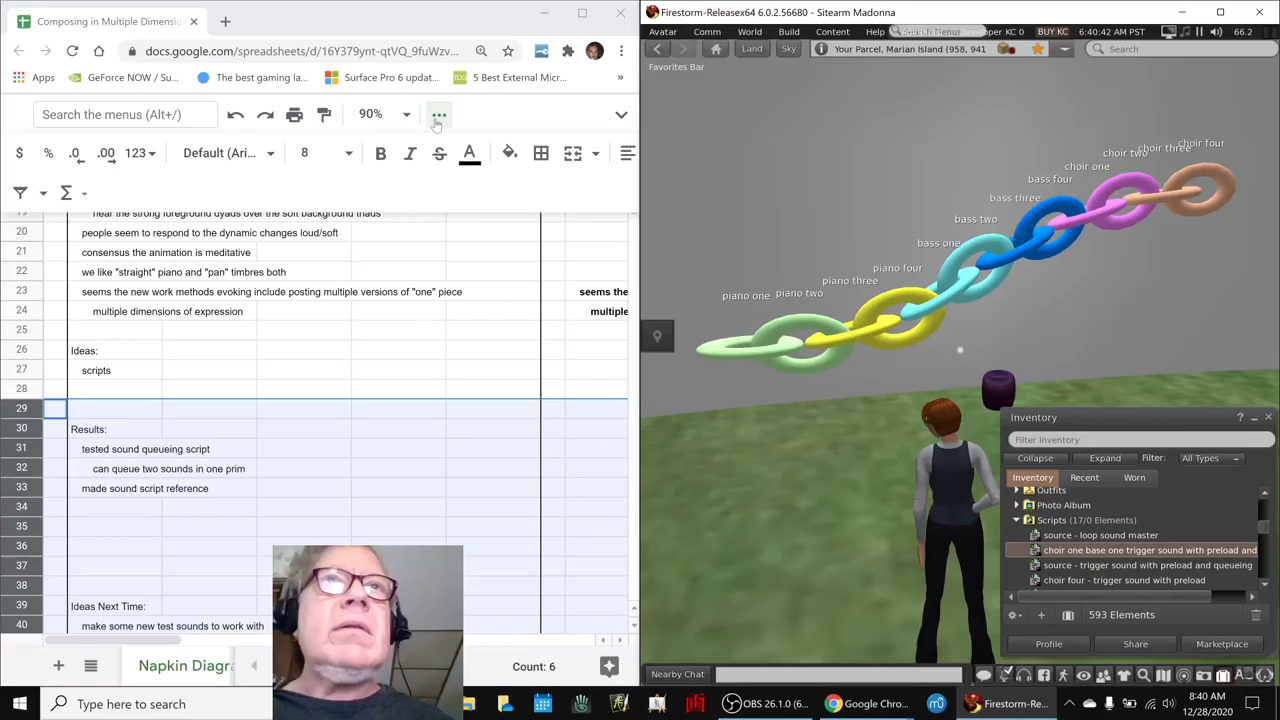 Composing in Multiple Dimensio
docs.google.com/spreadsheets/d/16Y379ynt-qtVQ_9fuWzv...
Apps
GeForce NOW / Su...
The best gaming la...
Surface Pro 6 updat...
5 Best External Micr...
»
Search the menus (Alt+/)
90%
$ % .0 .00 123
Default (Ari...
8
B I S A
Σ
19
hear the strong foreground dyads over the soft background triads
20
people seem to respond to the dynamic changes loud/soft
21
consensus the animation is meditative
22
we like "straight" piano and "pan" timbres both
23
seems the work methods evoking include posting multiple versions of "one" piece
seems the
24
multiple dimensions of expression
multiple
25
26
Ideas:
27
scripts
28
29
30
Results:
31
tested sound queueing script
32
can queue two sounds in one prim
33
made sound script reference
34
35
36
37
38
39
Ideas Next Time:
40
make some new test sounds to work with
Napkin Diagra
Count: 6
Type here to search
OBS 26.1.0 (6...
Google Chro...
Firestorm-Re...
8:40 AM
12/28/2020
Firestorm-Releasex64 6.0.2.56680 - Sitearm Madonna
Avatar Comm World Build Content Help
KC 0
BUY KC
6:40:42 AM CST
66.2
Land
Sky
Your Parcel, Marian Island (958, 941
Search
Favorites Bar
piano one
piano two
piano three
piano four
bass one
bass two
bass three
bass four
choir one
choir two
choir three
choir four
Inventory
Filter Inventory
Collapse
Expand
Filter:
All Types
Inventory
Recent
Worn
Outfits
Photo Album
Scripts (17/0 Elements)
source - loop sound master
choir one base one trigger sound with preload and
source - trigger sound with preload and queueing
choir four - trigger sound with preload
593 Elements
Profile
Share
Marketplace
Nearby Chat